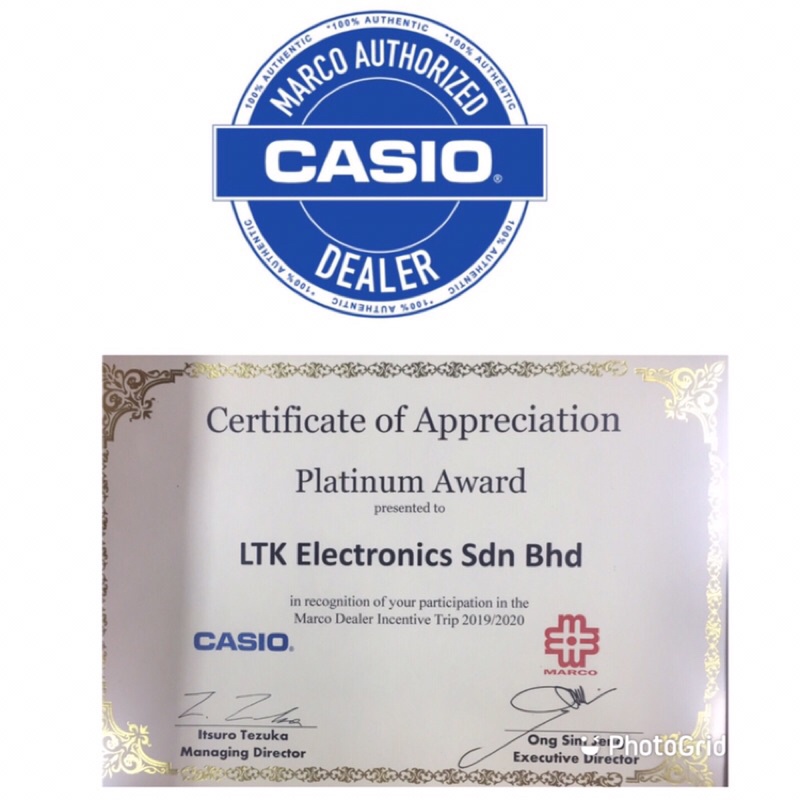 *100% AUTHENTIC *100% AUTHENTIC *100% AUTHENTIC
MARCO AUTHORIZED
CASIO®
DEALER
*100% AUTHENTIC *100% AUTHENTIC *100% AUTHENTIC
Certificate of Appreciation
Platinum Award
presented to
LTK Electronics Sdn Bhd
in recognition of your participation in the
Marco Dealer Incentive Trip 2019/2020
CASIO®
MARCO
Itsuro Tezuka
Managing Director
Ong
Executive Director
PhotoGrid